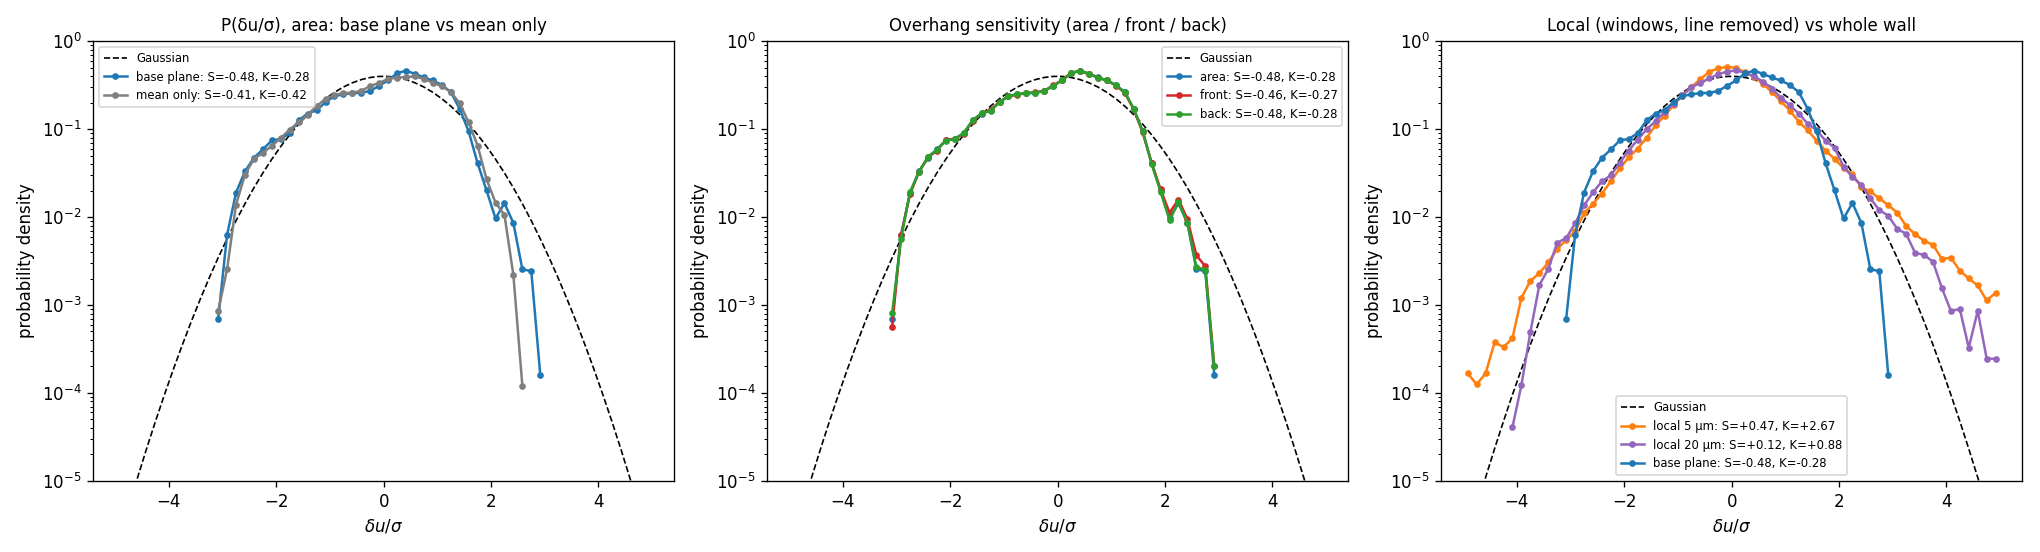 P(δu/σ), area: base plane vs mean only
Gaussian
base plane: S=-0.48, K=-0.28
mean only: S=-0.41, K=-0.42
probability density
10⁰
10⁻¹
10⁻²
10⁻³
10⁻⁴
10⁻⁵
−4
−2
0
2
4
δu/σ
Overhang sensitivity (area / front / back)
Gaussian
area: S=-0.48, K=-0.28
front: S=-0.46, K=-0.27
back: S=-0.48, K=-0.28
probability density
10⁰
10⁻¹
10⁻²
10⁻³
10⁻⁴
10⁻⁵
−4
−2
0
2
4
δu/σ
Local (windows, line removed) vs whole wall
Gaussian
local 5 µm: S=+0.47, K=+2.67
local 20 µm: S=+0.12, K=+0.88
base plane: S=-0.48, K=-0.28
probability density
10⁰
10⁻¹
10⁻²
10⁻³
10⁻⁴
10⁻⁵
−4
−2
0
2
4
δu/σ